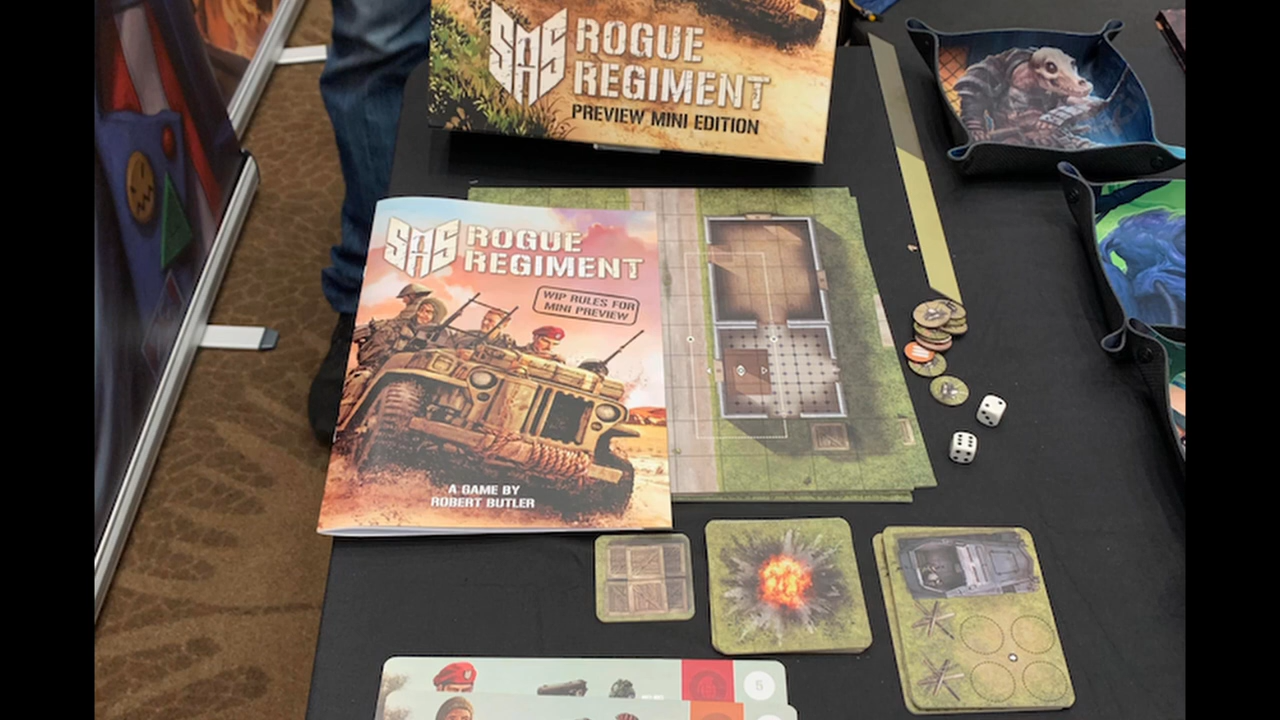 SAS ROGUE
REGIMENT
PREVIEW MINI EDITION
SAS ROGUE
REGIMENT
WIP RULES FOR
MINI PREVIEW
A GAME BY
ROBERT BUTLER
5